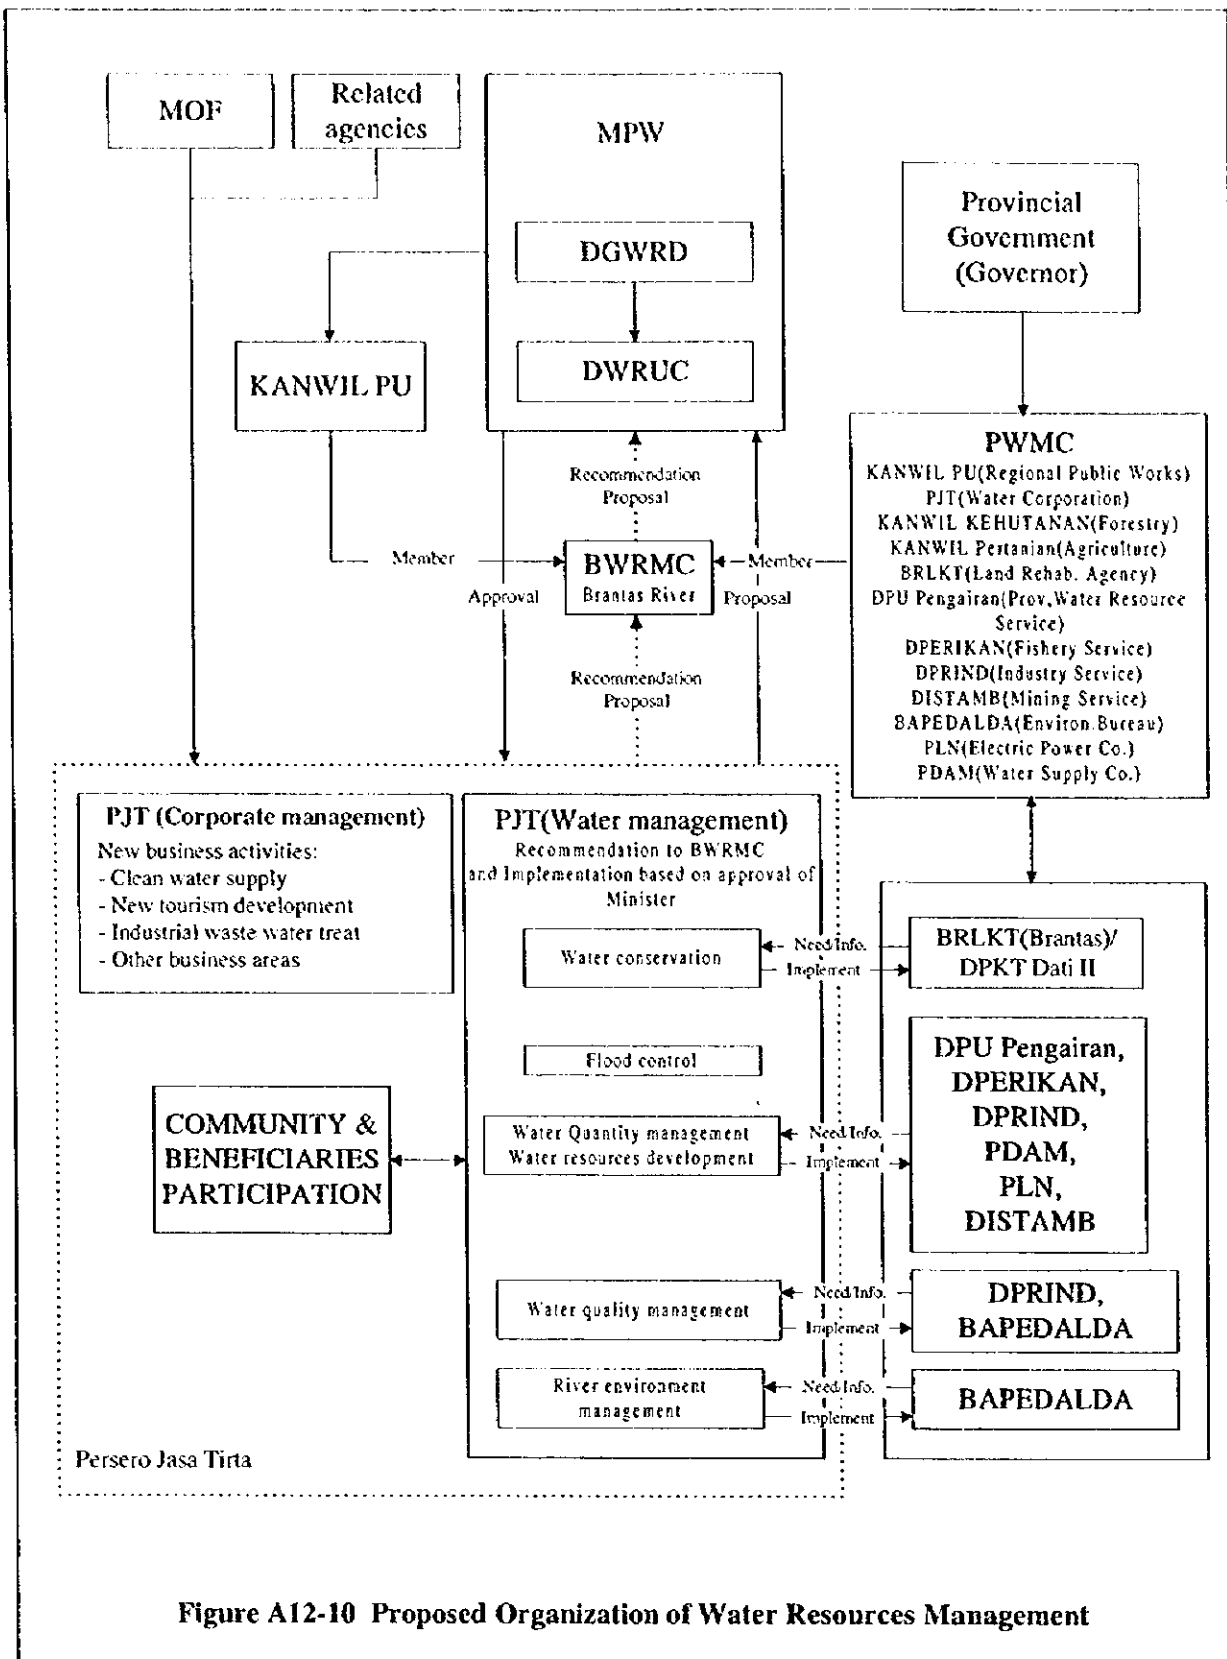 MOF
Related
agencies
MPW
DGWRD
DWRUC
Provincial
Government
(Governor)
KANWIL PU
Recommendation
Proposal
Member
BWRMC
Brantas River
Member
Approval
Proposal
Recommendation
Proposal
PWMC
KANWIL PU(Regional Public Works)
PJT(Water Corporation)
KANWIL KEHUTANAN(Forestry)
KANWIL Pertanian(Agriculture)
BRLKT(Land Rehab. Agency)
DPU Pengairan(Prov,Water Resource
Service)
DPERIKAN(Fishery Service)
DPRIND(Industry Service)
DISTAMB(Mining Service)
BAPEDALDA(Environ.Bureau)
PLN(Electric Power Co.)
PDAM(Water Supply Co.)
PJT (Corporate management)
New business activities:
- Clean water supply
- New tourism development
- Industrial waste water treat
- Other business areas
PJT(Water management)
Recommendation to BWRMC
and Implementation based on approval of
Minister
Water conservation
Need/Info.
Implement
BRLKT(Brantas)/
DPKT Dati II
Flood control
COMMUNITY &
BENEFICIARIES
PARTICIPATION
Water Quantity management
Water resources development
Need/Info.
Implement
DPU Pengairan,
DPERIKAN,
DPRIND,
PDAM,
PLN,
DISTAMB
Water quality management
Need/Info.
Implement
DPRIND,
BAPEDALDA
River environment
management
Need/Info.
Implement
BAPEDALDA
Persero Jasa Tirta
Figure A12-10 Proposed Organization of Water Resources Management